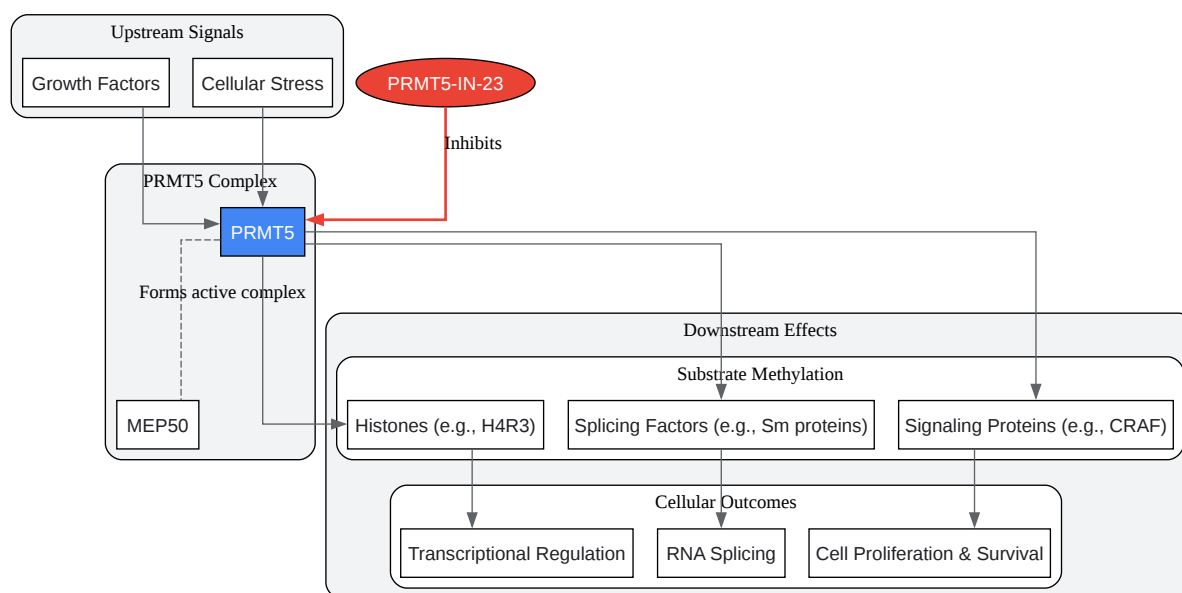 Upstream Signals
Growth Factors
Cellular Stress
PRMT5-IN-23
Inhibits
PRMT5 Complex
PRMT5
Forms active complex
MEP50
Downstream Effects
Substrate Methylation
Histones (e.g., H4R3)
Splicing Factors (e.g., Sm proteins)
Signaling Proteins (e.g., CRAF)
Cellular Outcomes
Transcriptional Regulation
RNA Splicing
Cell Proliferation & Survival